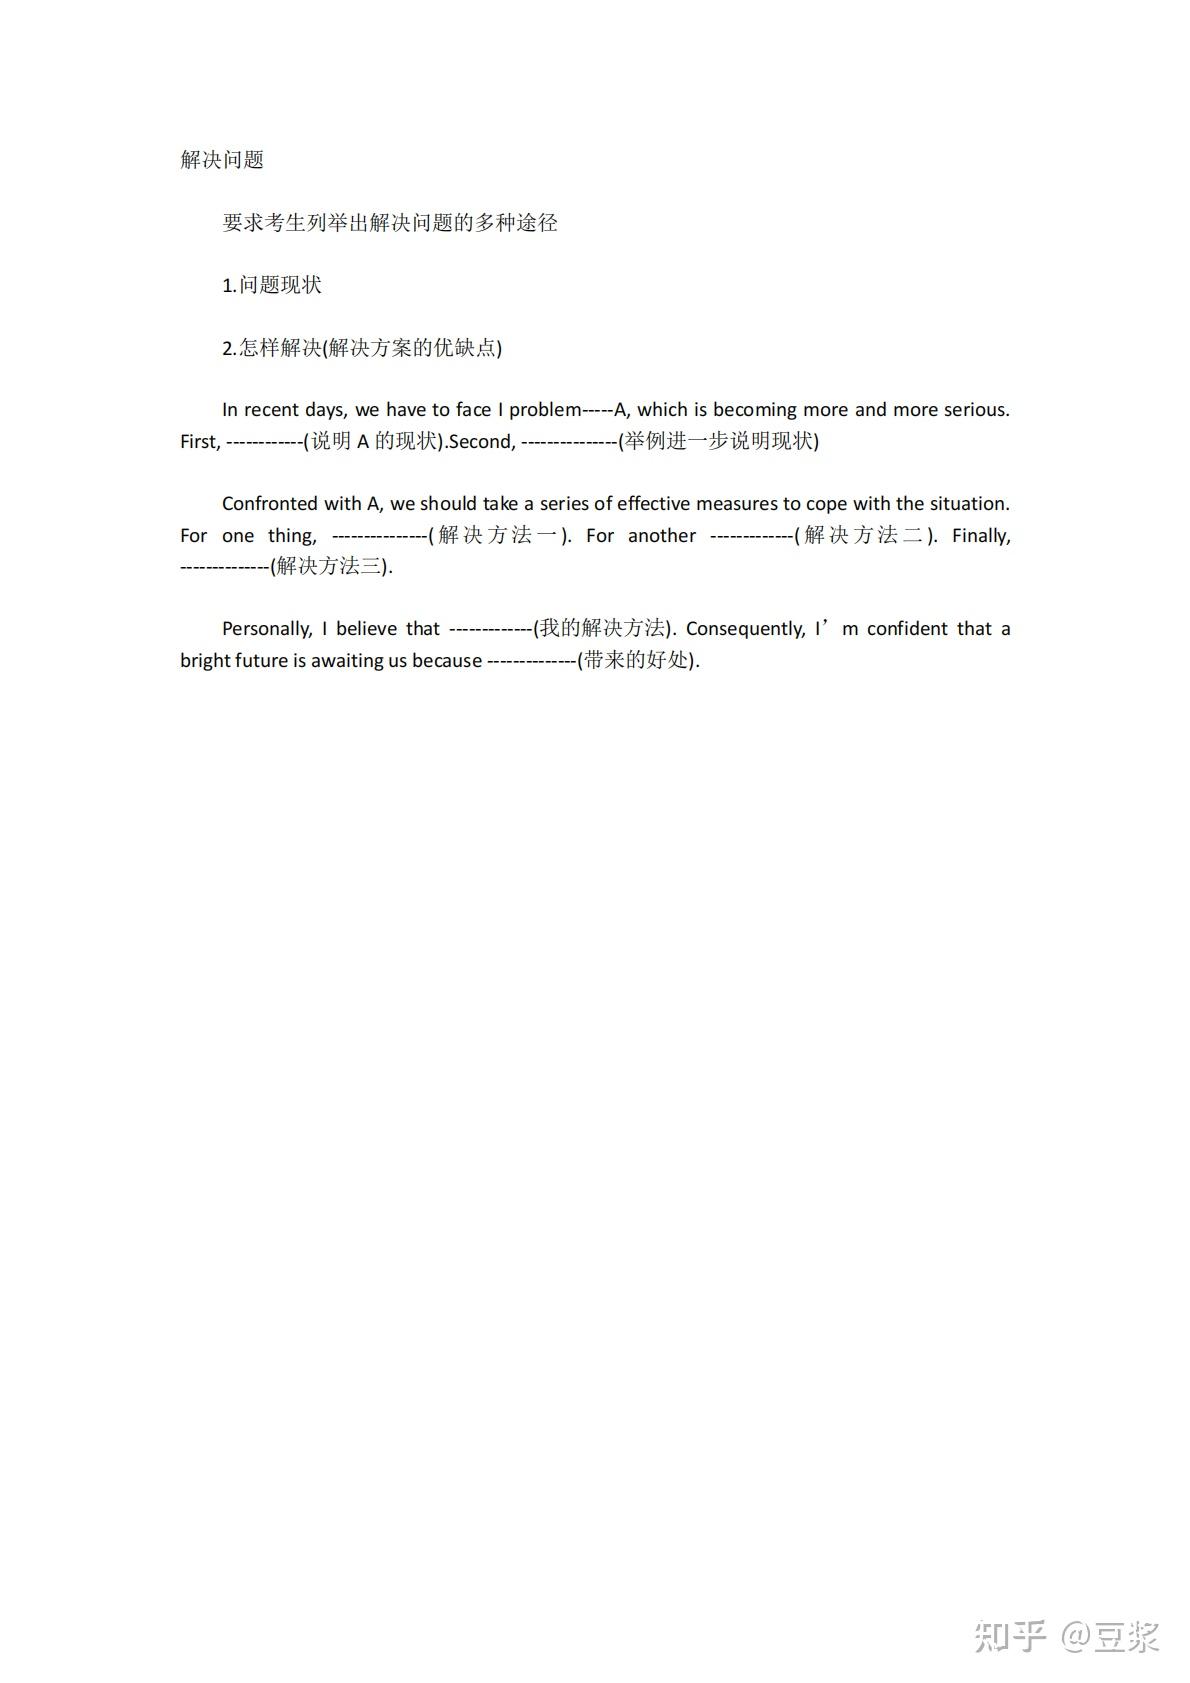 解决问题
要求考生列举出解决问题的多种途径
1.问题现状
2.怎样解决(解决方案的优缺点)
In recent days, we have to face I problem-----A, which is becoming more and more serious.
First, ------------(说明 A 的现状).Second, ---------------(举例进一步说明现状)
Confronted with A, we should take a series of effective measures to cope with the situation.
For one thing, ---------------(解决方法一). For another -------------(解决方法二). Finally,
--------------(解决方法三).
Personally, I believe that -------------(我的解决方法). Consequently, I’m confident that a
bright future is awaiting us because --------------(带来的好处).
知乎 @豆浆